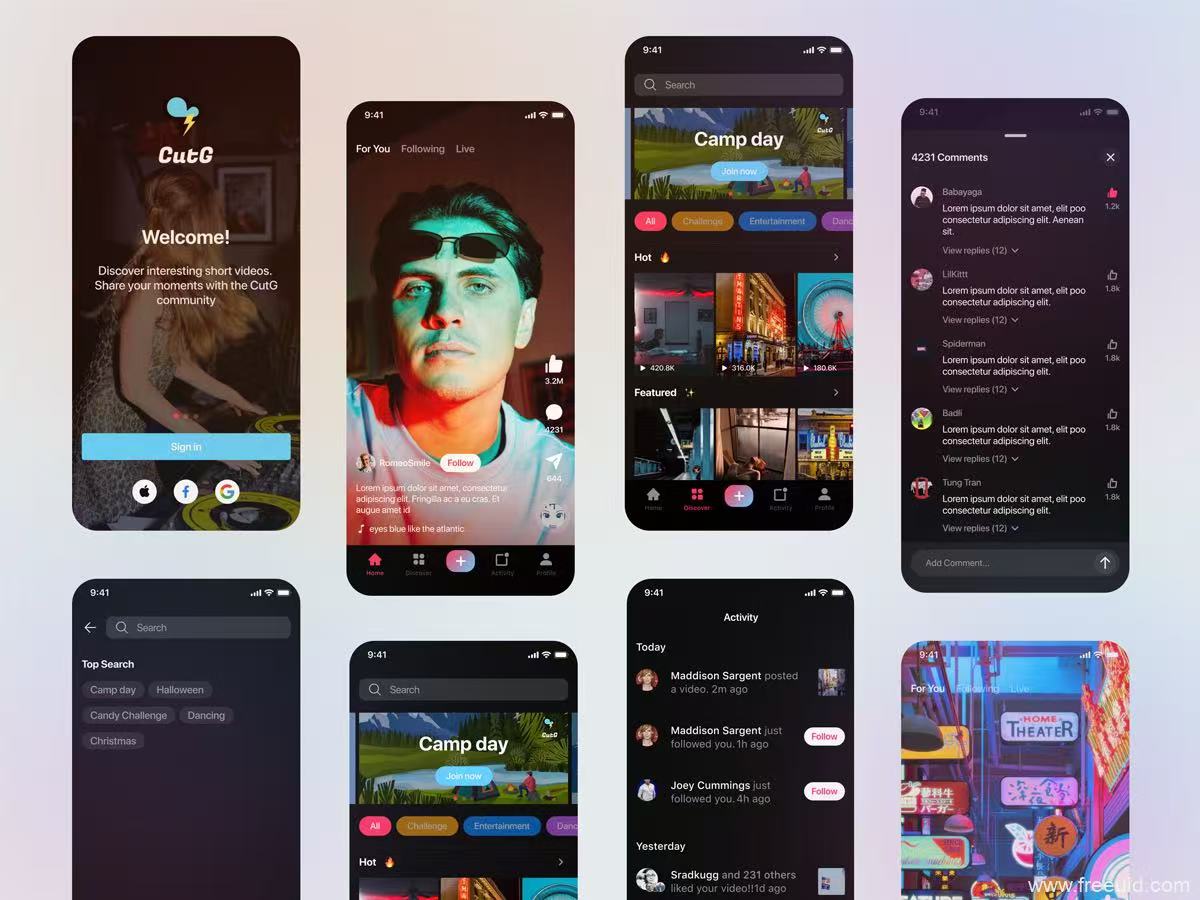 CutG
Welcome!
Discover interesting short videos.
Share your moments with the CutG
community
Sign in
9:41
For You Following Live
3.2M
4231
RomeoSmile Follow
644
Lorem ipsum dolor sit amet, consectetur
adipiscing elit. Fringilla ac a eu cras. Et
augue amet id
eyes blue like the atlantic
Home Discover Activity Profile
9:41
Search
CutG
Camp day
Join now
All Challenge Entertainment Danc
Hot
MARTINS
420.8K 316.0K 180.6K
Featured
Home Discover Activity Profile
9:41
4231 Comments
Babayaga
Lorem ipsum dolor sit amet, elit poo
consectetur adipiscing elit. Aenean
sit.
1.2k
View replies (12)
LilKittt
Lorem ipsum dolor sit amet, elit poo
consectetur adipiscing elit.
1.8k
View replies (12)
Spiderman
Lorem ipsum dolor sit amet, elit poo
consectetur adipiscing elit.
1.8k
View replies (12)
Badli
Lorem ipsum dolor sit amet, elit poo
consectetur adipiscing elit.
1.8k
View replies (12)
Tung Tran
Lorem ipsum dolor sit amet, elit poo
consectetur adipiscing elit.
1.8k
View replies (12)
Add Comment...
9:41
Search
Top Search
Camp day Halloween
Candy Challenge Dancing
Christmas
9:41
Search
CutG
Camp day
Join now
All Challenge Entertainment Danc
Hot
9:41
Activity
Today
Maddison Sargent posted
a video. 2m ago
Maddison Sargent just
followed you. 1h ago
Follow
Joey Cummings just
followed you. 4h ago
Follow
Yesterday
Sradkugg and 231 others
liked your video!!1d ago
9:41
For You Following Live
HOME
THEATER
深夜食
蓼科牛
バーガー
新
www.freeuid.com